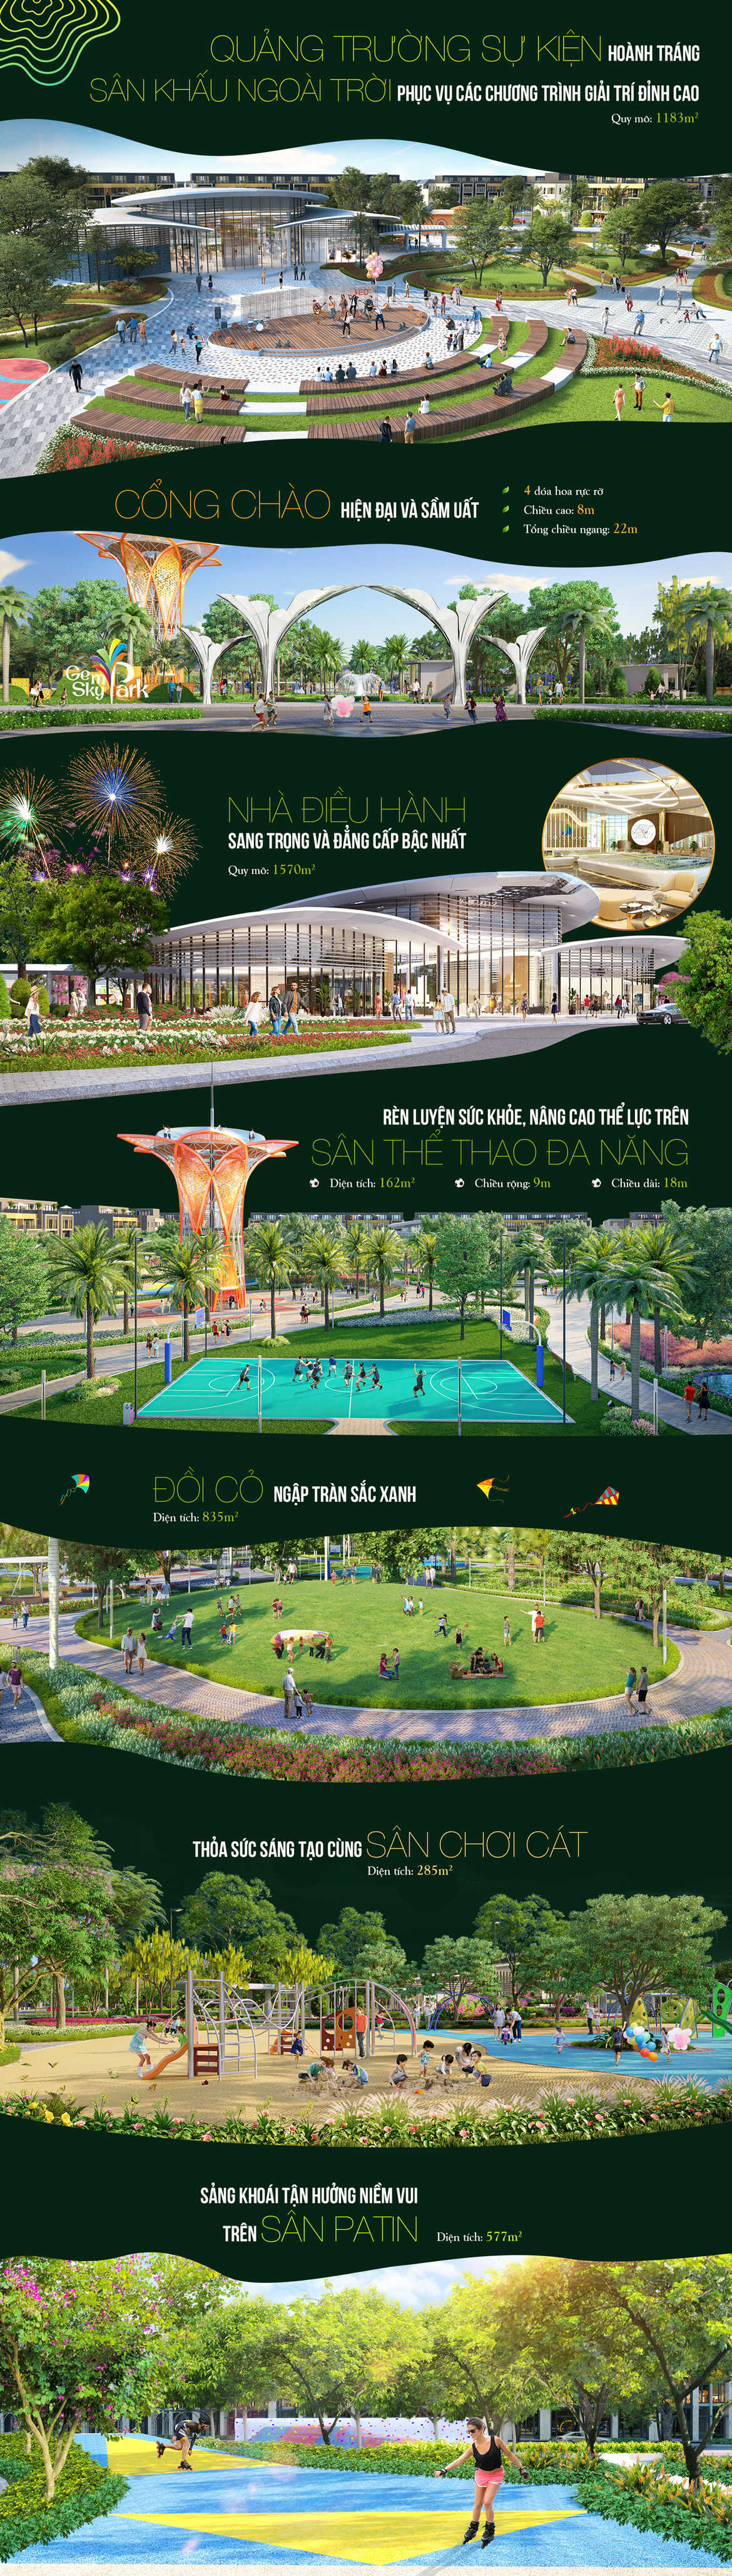 QUẢNG TRƯỜNG SỰ KIỆN HOÀNH TRÁNG
SÂN KHẤU NGOÀI TRỜI PHỤC VỤ CÁC CHƯƠNG TRÌNH GIẢI TRÍ ĐỈNH CAO
Quy mô: 1183m²
CỔNG CHÀO HIỆN ĐẠI VÀ SẦM UẤT
4 đóa hoa rực rỡ
Chiều cao: 8m
Tổng chiều ngang: 22m
Gem
Sky Park
NHÀ ĐIỀU HÀNH
SANG TRỌNG VÀ ĐẲNG CẤP BẬC NHẤT
Quy mô: 1570m²
RÈN LUYỆN SỨC KHỎE, NÂNG CAO THỂ LỰC TRÊN
SÂN THỂ THAO ĐA NĂNG
Diện tích: 162m² Chiều rộng: 9m Chiều dài: 18m
ĐỒI CỎ NGẬP TRÀN SẮC XANH
Diện tích: 835m²
THỎA SỨC SÁNG TẠO CÙNG SÂN CHƠI CÁT
Diện tích: 285m²
SẢNG KHOÁI TẬN HƯỞNG NIỀM VUI
TRÊN SÂN PATIN Diện tích: 577m²